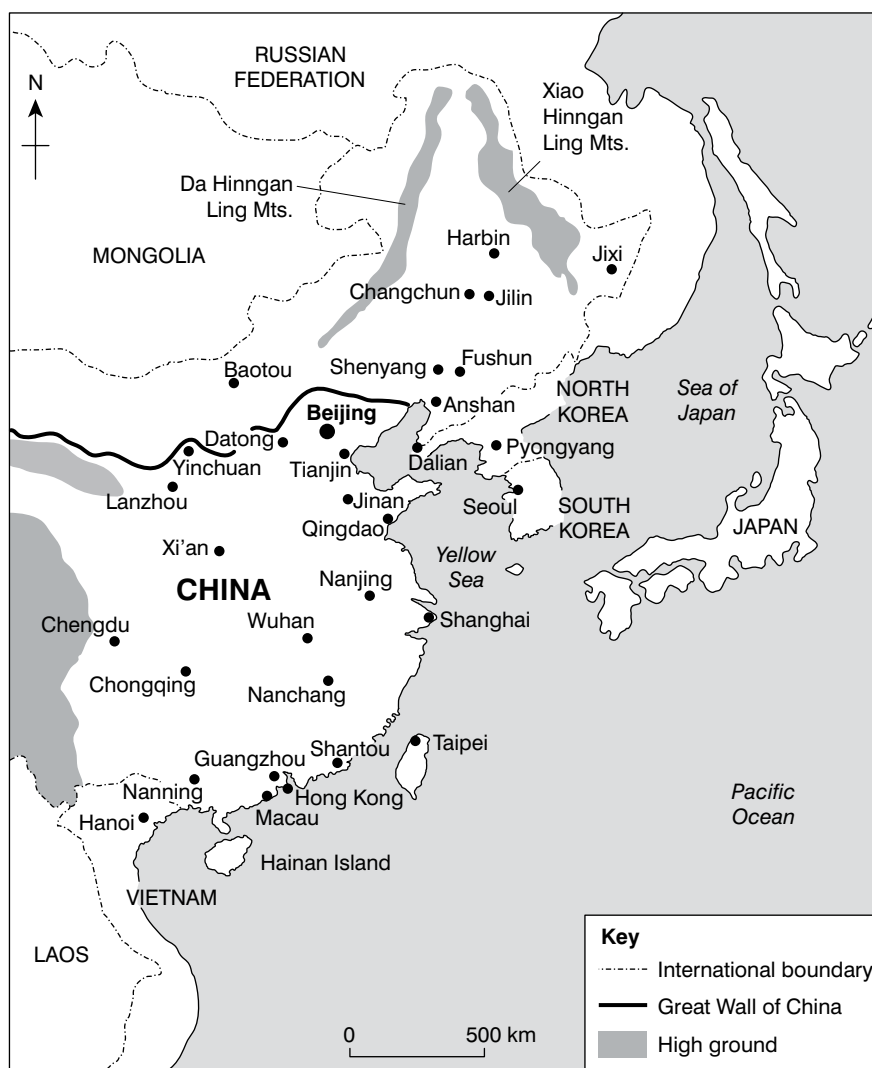 RUSSIAN
FEDERATION
Xiao
Hinngan
Ling Mts.
N
Da Hinngan
Ling Mts.
MONGOLIA
Harbin
Jixi
Changchun
Jilin
Shenyang
Fushun
Baotou
NORTH
KOREA
Sea of
Japan
Anshan
Beijing
Datong
Pyongyang
Yinchuan
Tianjin
Dalian
Lanzhou
Jinan
Seoul
SOUTH
KOREA
Qingdao
JAPAN
Xi'an
Yellow
Sea
CHINA
Nanjing
Chengdu
Wuhan
Shanghai
Chongqing
Nanchang
Guangzhou
Shantou
Taipei
Nanning
Hong Kong
Macau
Pacific
Ocean
Hanoi
Hainan Island
VIETNAM
LAOS
Key
International boundary
Great Wall of China
High ground
0 500 km